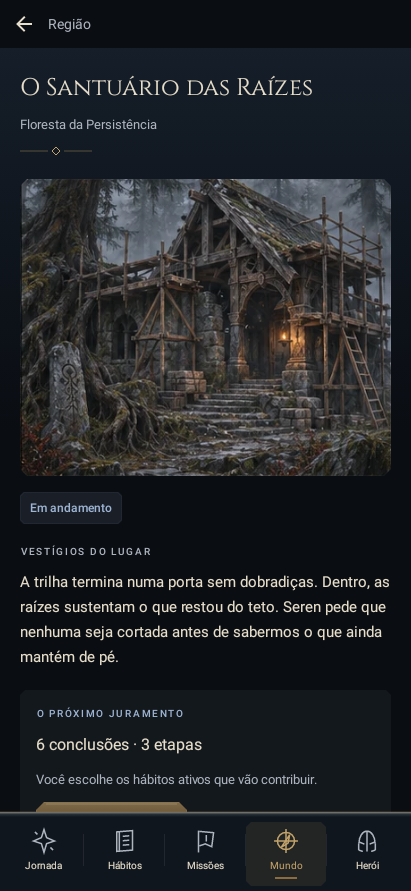 Região
O Santuário das Raízes
Floresta da Persistência
Em andamento
VESTÍGIOS DO LUGAR
A trilha termina numa porta sem dobradiças. Dentro, as
raízes sustentam o que restou do teto. Seren pede que
nenhuma seja cortada antes de sabermos o que ainda
mantém de pé.
O PRÓXIMO JURAMENTO
6 conclusões · 3 etapas
Você escolhe os hábitos ativos que vão contribuir.
Jornada
Hábitos
Missões
Mundo
Herói